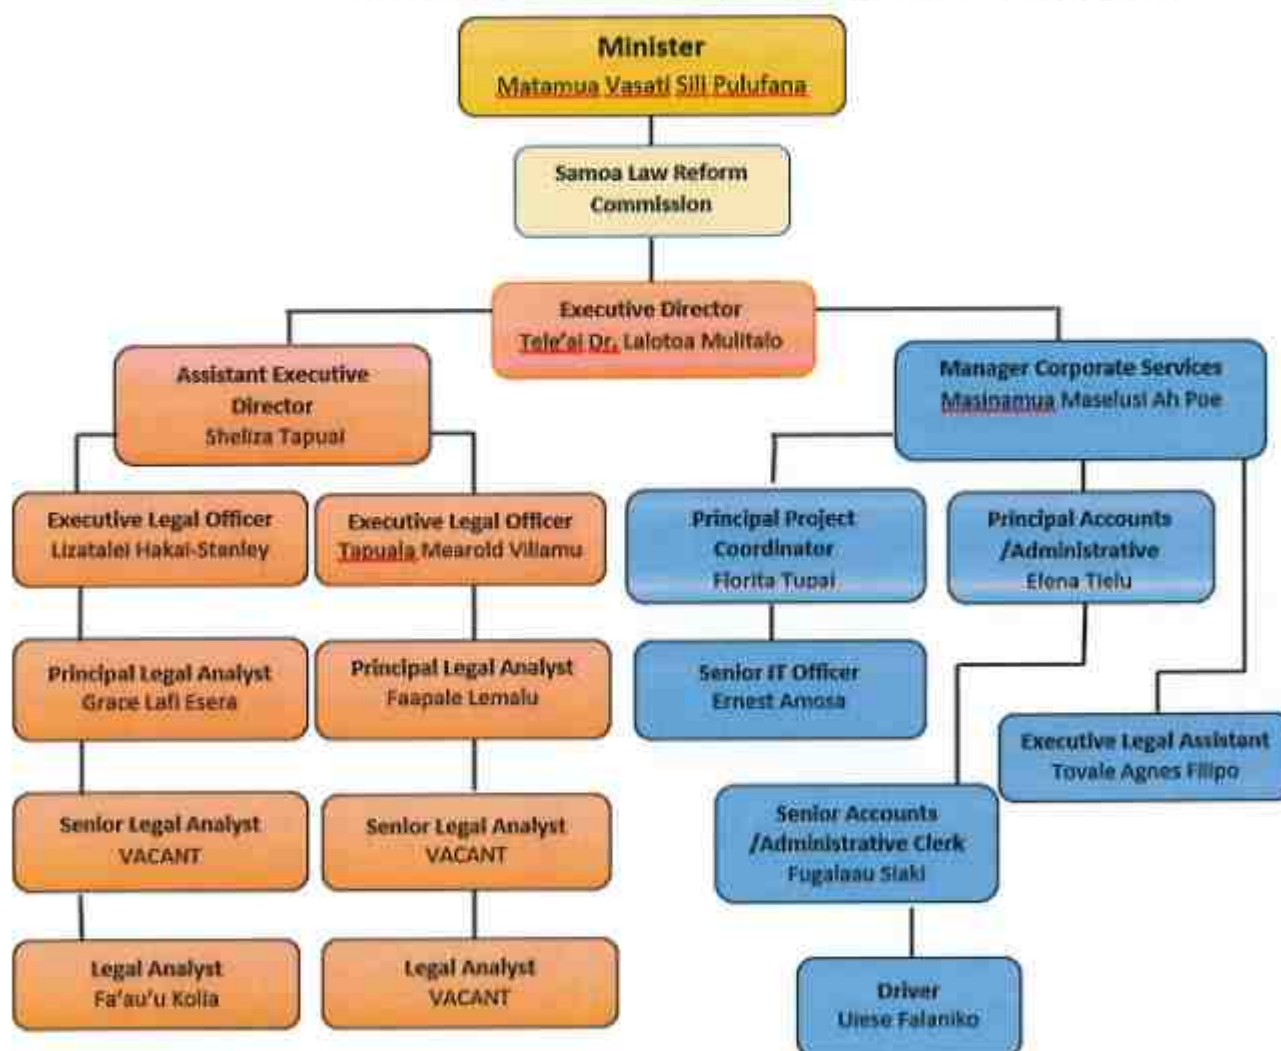 Minister
Matamua Vasati Sili Pulufana
Samoa Law Reform
Commission
Executive Director
Tele'ai Dr. Lalotoa Mulitalo
Assistant Executive
Director
Sheliza Tapuai
Manager Corporate Services
Masinamua Maselusi Ah Poe
Executive Legal Officer
Lizatalei Hakai-Stanley
Executive Legal Officer
Tapuala Mearold Viliamu
Principal Project
Coordinator
Florita Tupai
Principal Accounts
/Administrative
Elena Tielu
Principal Legal Analyst
Grace Lafi Esera
Principal Legal Analyst
Faapale Lemalu
Senior IT Officer
Ernest Amosa
Executive Legal Assistant
Tovale Agnes Filipo
Senior Legal Analyst
VACANT
Senior Legal Analyst
VACANT
Senior Accounts
/Administrative Clerk
Fugalaau Siaki
Legal Analyst
Fa'au'u Kolia
Legal Analyst
VACANT
Driver
Uiese Falaniko